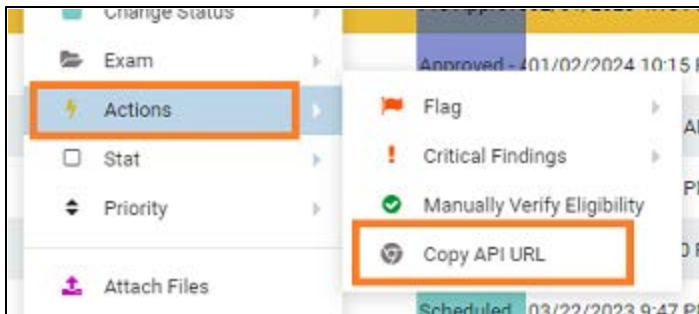 Change Status
Exam
Approved - 01/02/2024 10:15
Actions
Flag
Stat
Critical Findings
Priority
Manually Verify Eligibility
Copy API URL
Attach Files
Scheduled 03/22/2023 9:47 P